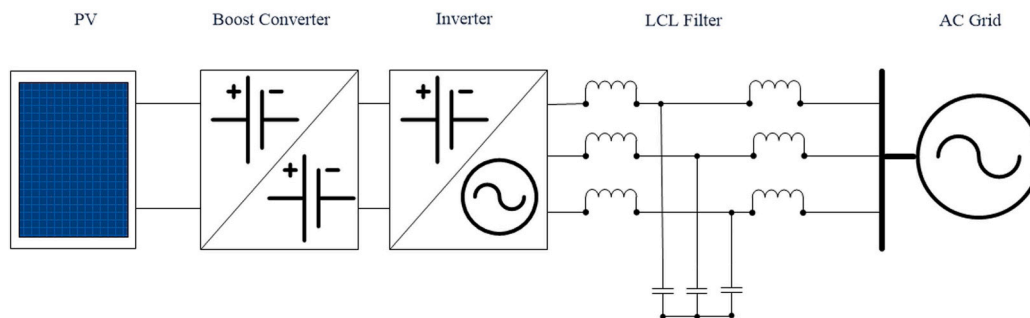 PV
Boost Converter
Inverter
LCL Filter
AC Grid
+ -
+ -
+ -